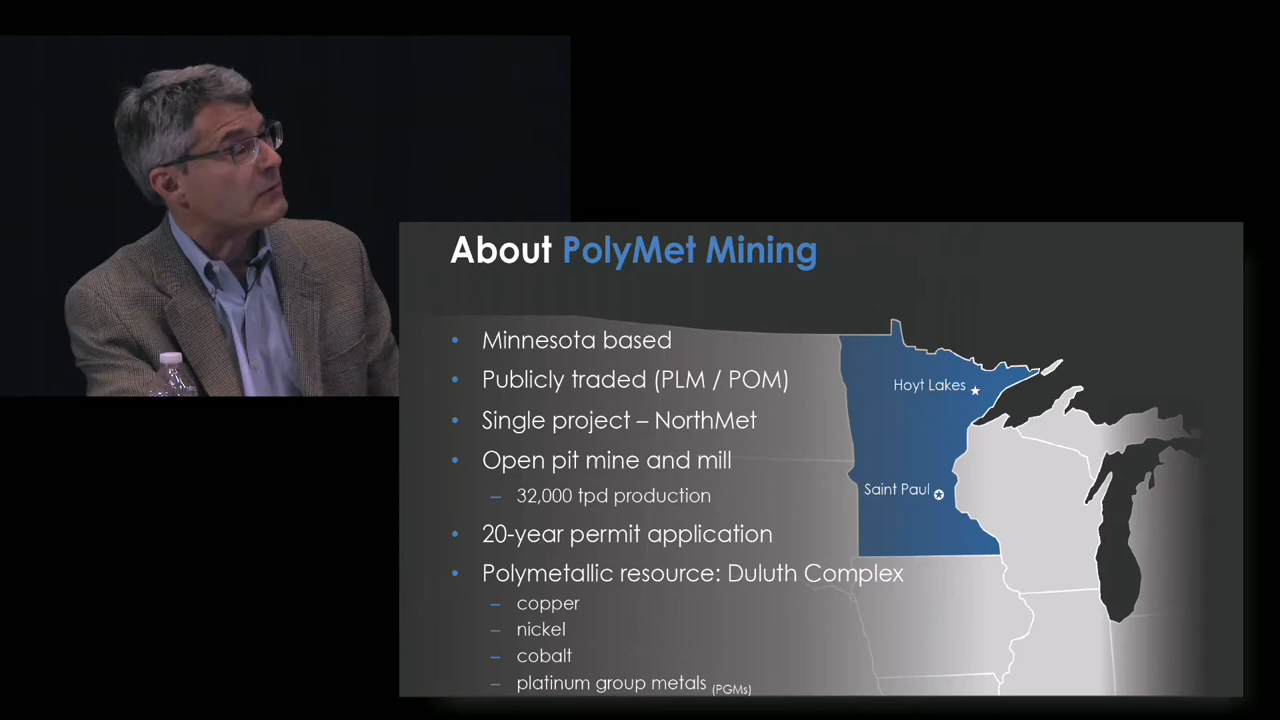 About PolyMet Mining
• Minnesota based
• Publicly traded (PLM / POM)
• Single project – NorthMet
• Open pit mine and mill
– 32,000 tpd production
• 20-year permit application
• Polymetallic resource: Duluth Complex
– copper
– nickel
– cobalt
– platinum group metals (PGMs)
Hoyt Lakes
Saint Paul